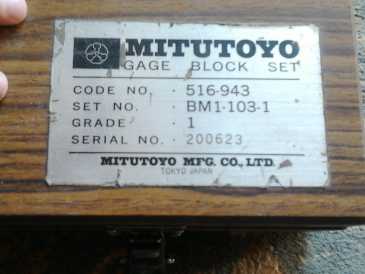 MITUTOYO
GAGE BLOCK SET
CODE NO. · 516-943
SET NO. · BM1-103-1
GRADE · 1
SERIAL NO. · 200623
MITUTOYO MFG. CO., LTD.
TOKYO JAPAN